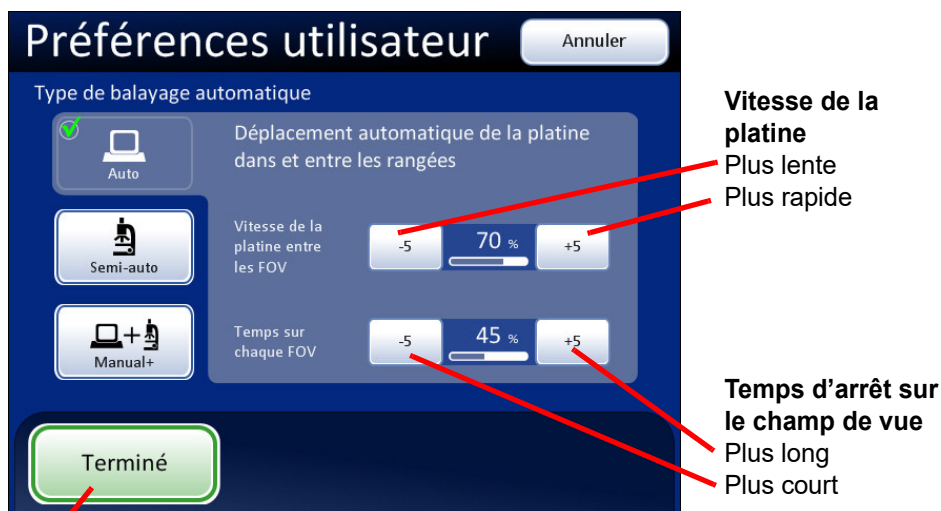 Préférences utilisateur
Annuler
Type de balayage automatique
Auto
Déplacement automatique de la platine
dans et entre les rangées
Semi-auto
Vitesse de la
platine entre
les FOV
-5
70 %
+5
Manual+
Temps sur
chaque FOV
-5
45 %
+5
Terminé
Vitesse de la
platine
Plus lente
Plus rapide
Temps d'arrêt sur
le champ de vue
Plus long
Plus court